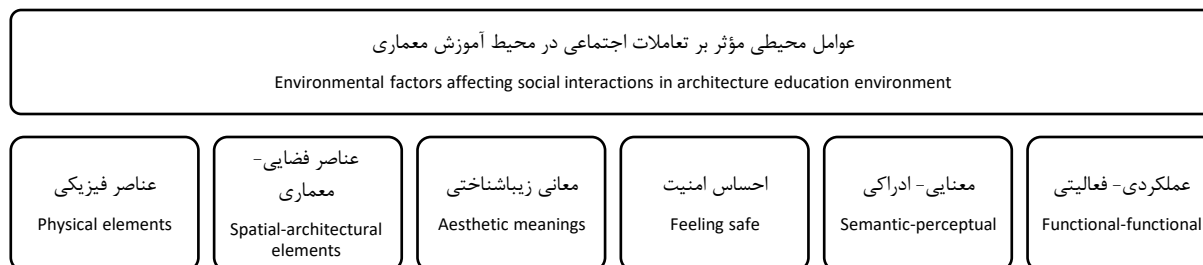 عوامل محیطی مؤثر بر تعاملات اجتماعی در محیط آموزش معماری
Environmental factors affecting social interactions in architecture education environment
عناصر فیزیکی
Physical elements
عناصر فضایی-
معماری
Spatial-architectural
elements
معانی زیباشناختی
Aesthetic meanings
احساس امنیت
Feeling safe
معنایی- ادراکی
Semantic-perceptual
عملکردی- فعالیتی
Functional-functional